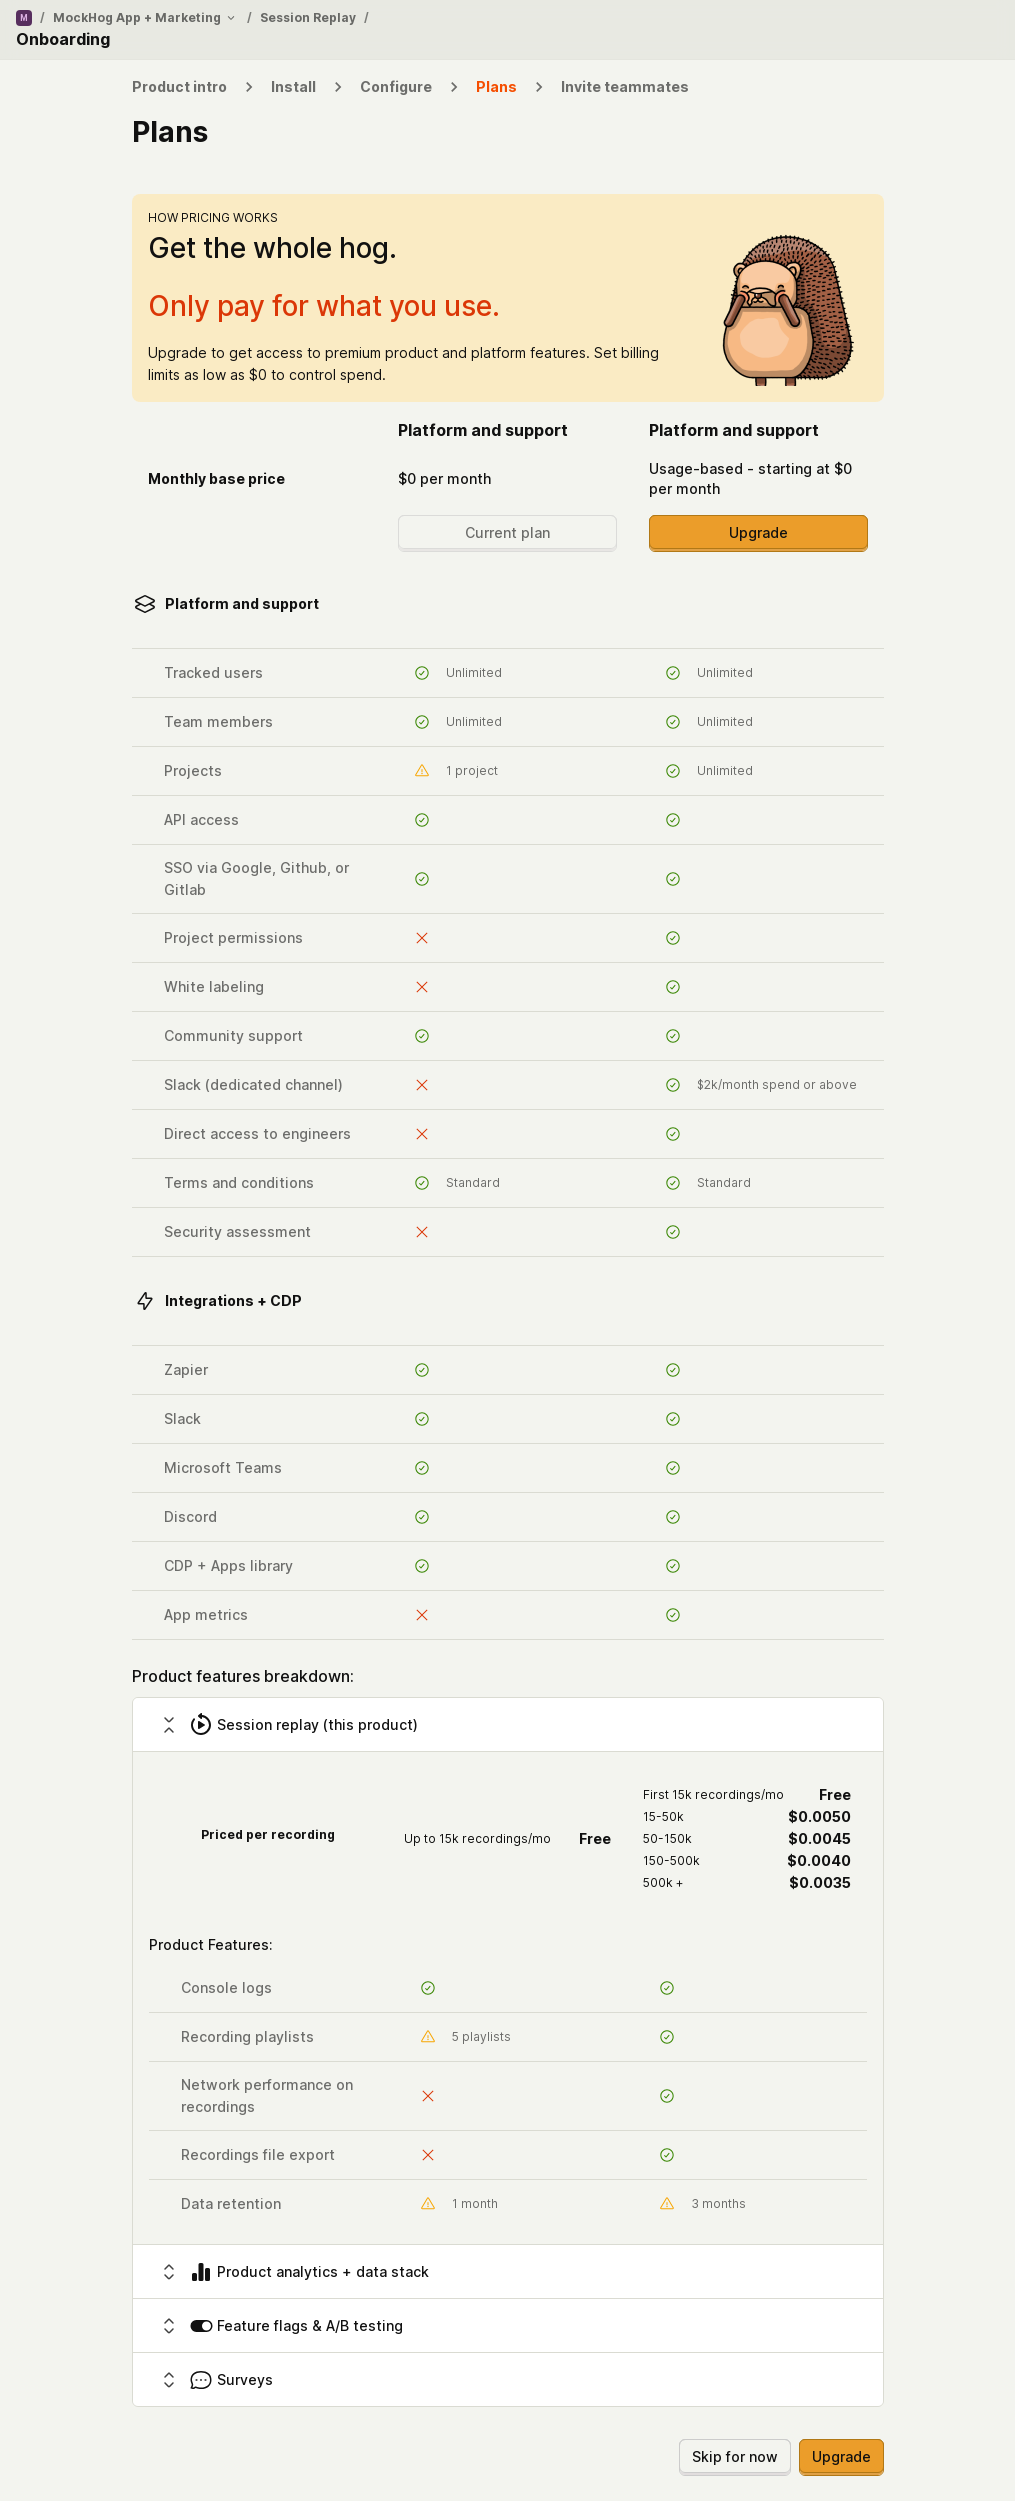 M / MockHog App + Marketing / Session Replay /
Onboarding
Product intro > Install > Configure > Plans > Invite teammates
Plans
HOW PRICING WORKS
Get the whole hog.
Only pay for what you use.
Upgrade to get access to premium product and platform features. Set billing
limits as low as $0 to control spend.
Platform and support Platform and support
Monthly base price $0 per month Usage-based - starting at $0
per month
Current plan Upgrade
Platform and support
Tracked users Unlimited Unlimited
Team members Unlimited Unlimited
Projects 1 project Unlimited
API access
SSO via Google, Github, or
Gitlab
Project permissions
White labeling
Community support
Slack (dedicated channel) $2k/month spend or above
Direct access to engineers
Terms and conditions Standard Standard
Security assessment
Integrations + CDP
Zapier
Slack
Microsoft Teams
Discord
CDP + Apps library
App metrics
Product features breakdown:
Session replay (this product)
Priced per recording
Up to 15k recordings/mo Free
First 15k recordings/mo Free
15-50k $0.0050
50-150k $0.0045
150-500k $0.0040
500k + $0.0035
Product Features:
Console logs
Recording playlists 5 playlists
Network performance on
recordings
Recordings file export
Data retention 1 month 3 months
Product analytics + data stack
Feature flags & A/B testing
Surveys
Skip for now Upgrade